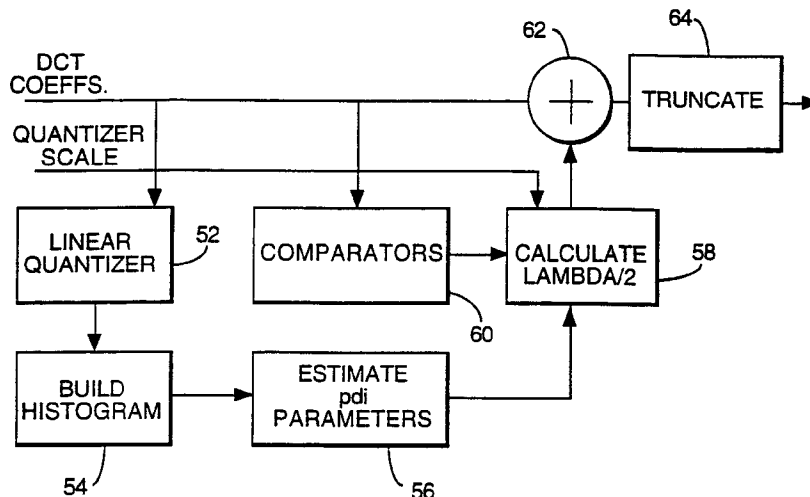 62
64
DCT
COEFFS.
TRUNCATE
QUANTIZER
SCALE
LINEAR
QUANTIZER
52
COMPARATORS
60
CALCULATE
LAMBDA/2
58
BUILD
HISTOGRAM
54
ESTIMATE
pdi
PARAMETERS
56